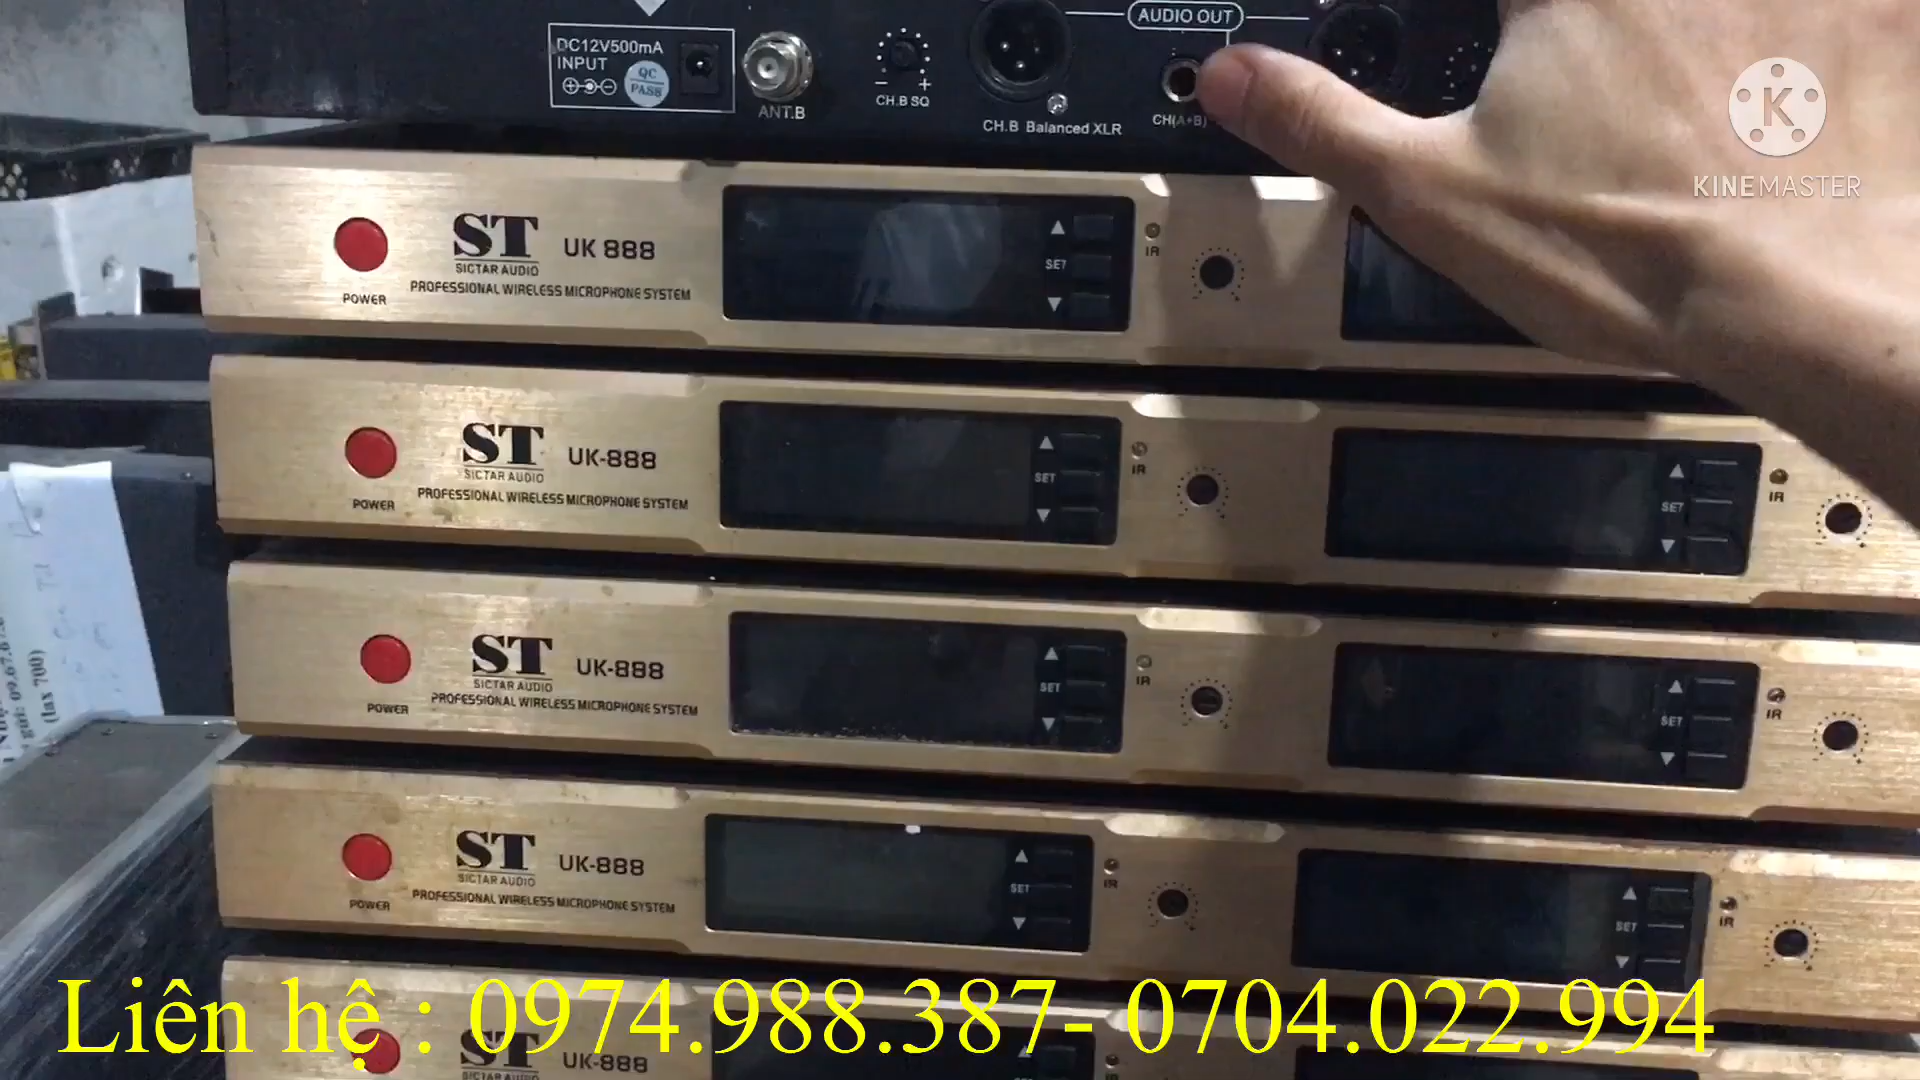 AUDIO OUT
DC12V500mA
INPUT
QC
PASS
ANT.B
CH.B SQ
CH.B Balanced XLR
CH(A+B)
K
KINEMASTER
ST
SICTAR AUDIO
UK 888
PROFESSIONAL WIRELESS MICROPHONE SYSTEM
POWER
SET
IR
ST
SICTAR AUDIO
UK-888
PROFESSIONAL WIRELESS MICROPHONE SYSTEM
POWER
SET
IR
SET
IR
ST
SICTAR AUDIO
UK-888
PROFESSIONAL WIRELESS MICROPHONE SYSTEM
POWER
SET
IR
SET
IR
(lax 700)
ST
SICTAR AUDIO
UK-888
PROFESSIONAL WIRELESS MICROPHONE SYSTEM
POWER
SET
IR
SET
IR
Liên hệ : 0974.988.387- 0704.022.994
ST
SICTAR AUDIO
UK-888